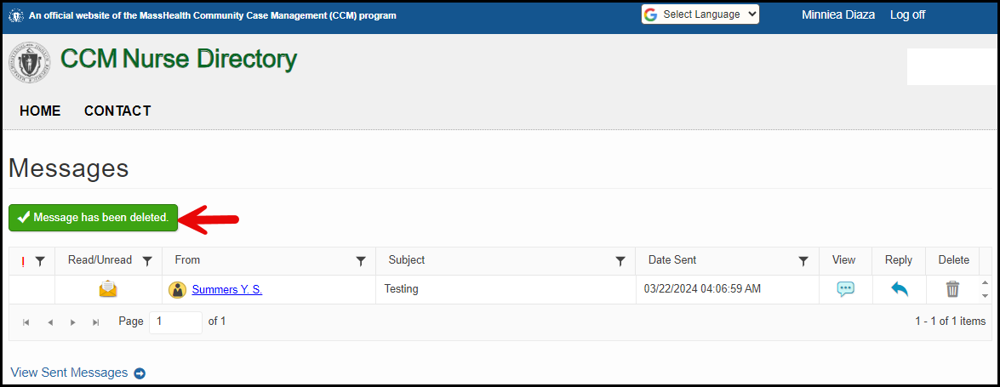 An official website of the MassHealth Community Case Management (CCM) program
Select Language
Minniea Diaza Log off
CCM Nurse Directory
HOME CONTACT
Messages
Message has been deleted.
! Read/Unread From Subject Date Sent View Reply Delete
Summers Y. S. Testing 03/22/2024 04:06:59 AM
Page 1 of 1 1 - 1 of 1 items
View Sent Messages